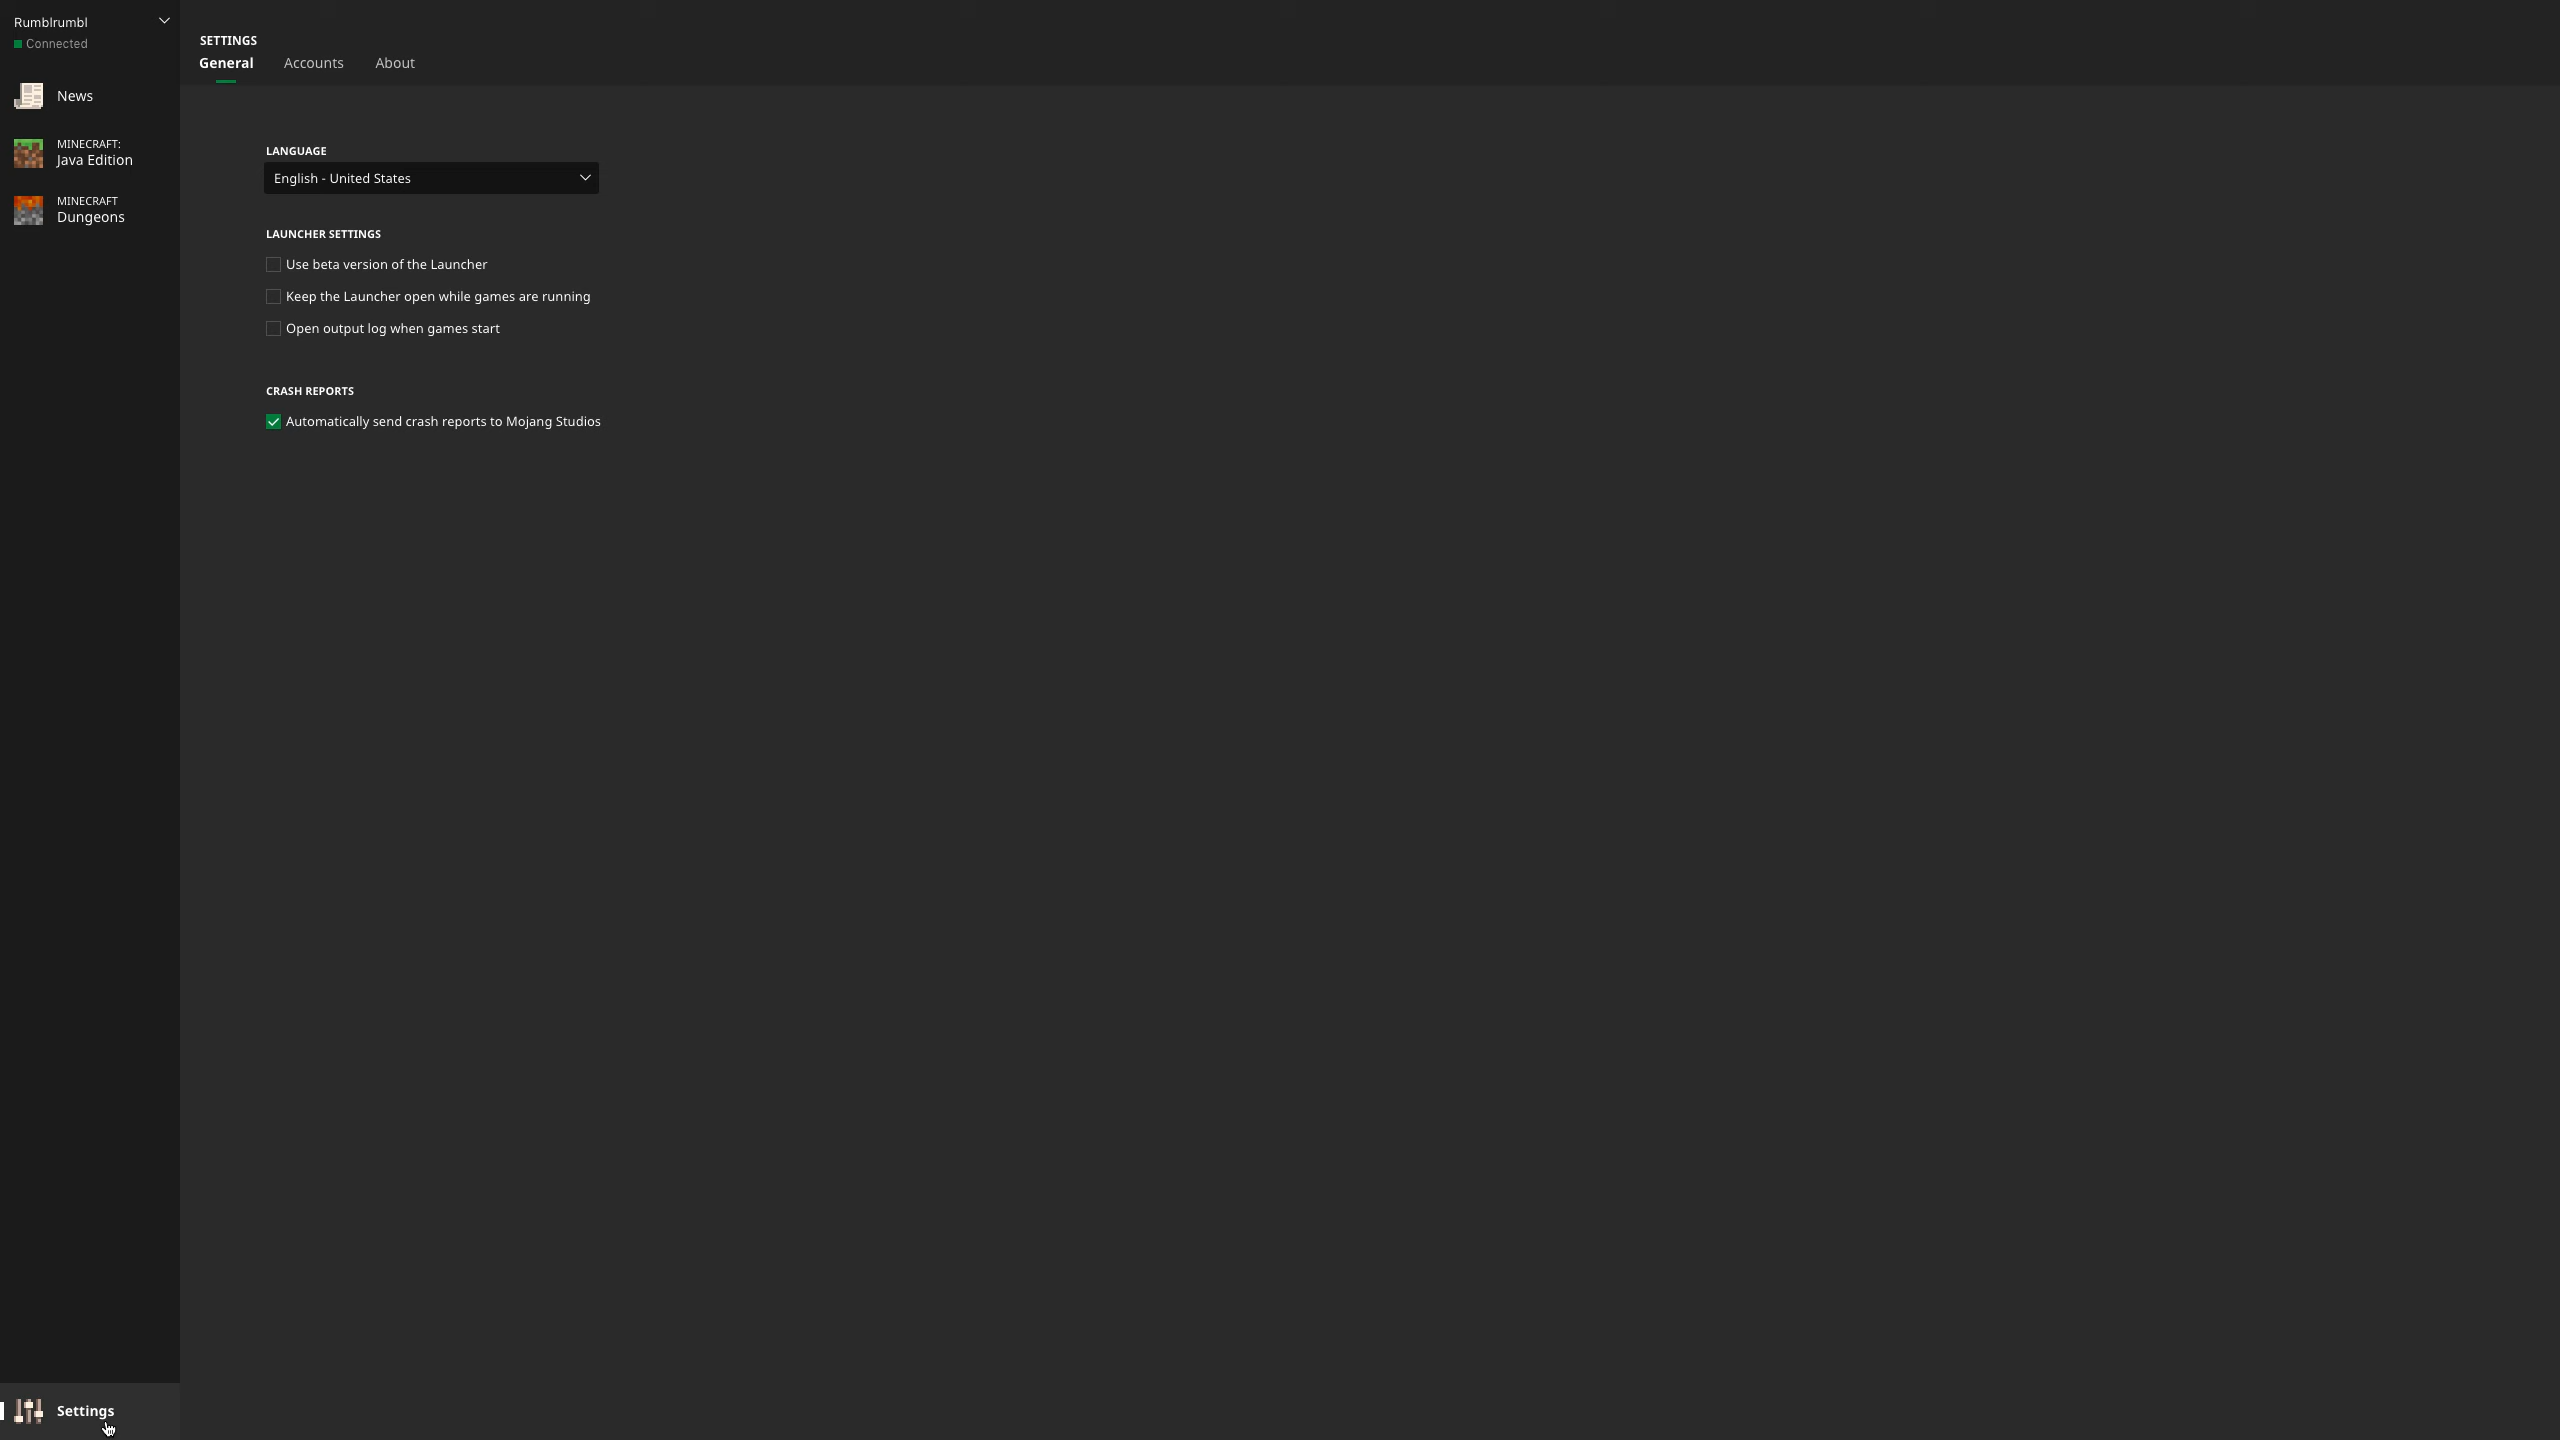 Rumblrumbl
Connected
News
MINECRAFT:
Java Edition
MINECRAFT
Dungeons
Settings
SETTINGS
General Accounts About
LANGUAGE
English - United States
LAUNCHER SETTINGS
Use beta version of the Launcher
Keep the Launcher open while games are running
Open output log when games start
CRASH REPORTS
Automatically send crash reports to Mojang Studios